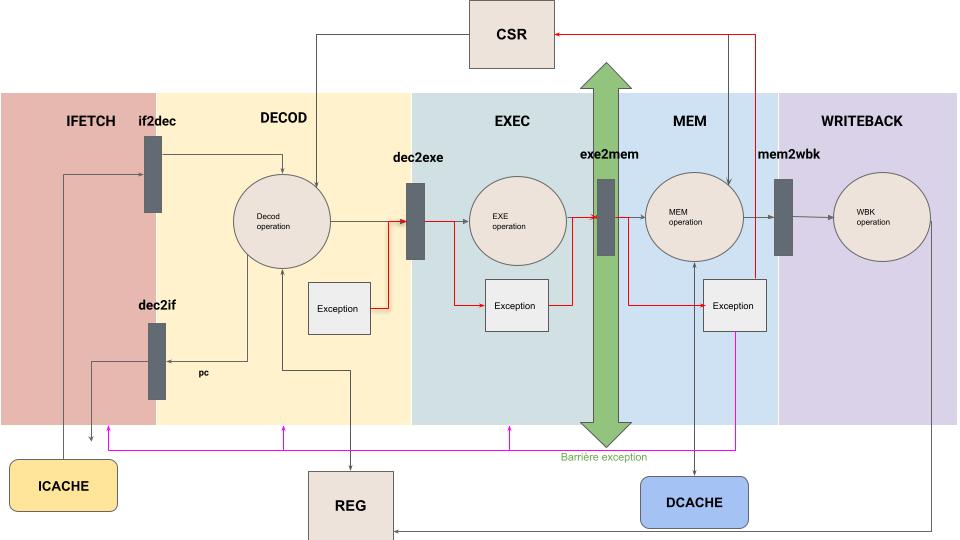 CSR
IFETCH
if2dec
DECOD
EXEC
MEM
WRITEBACK
dec2exe
exe2mem
mem2wbk
Decod
operation
EXE
operation
MEM
operation
WBK
operation
Exception
Exception
Exception
dec2if
pc
Barrière exception
ICACHE
REG
DCACHE